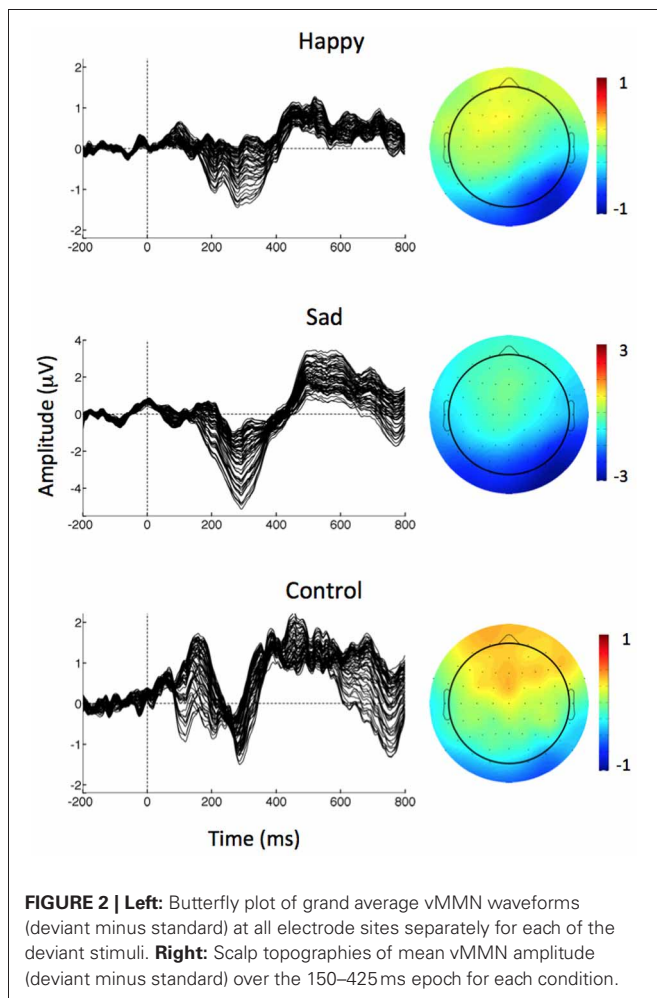 Happy
2
1
0
-1
-2
-200 0 200 400 600 800
1
-1
Sad
4
2
0
-2
-4
-200 0 200 400 600 800
3
-3
Amplitude (µV)
Control
2
1
0
-1
-2
-200 0 200 400 600 800
1
-1
Time (ms)
FIGURE 2 | Left: Butterfly plot of grand average vMMN waveforms
(deviant minus standard) at all electrode sites separately for each of the
deviant stimuli. Right: Scalp topographies of mean vMMN amplitude
(deviant minus standard) over the 150–425 ms epoch for each condition.